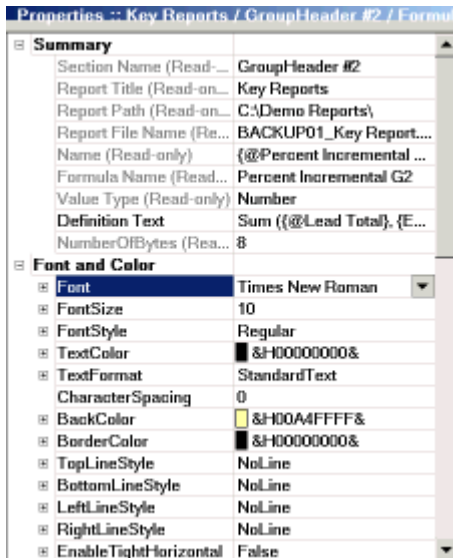 Properties :: Key Reports / GroupHeader #2 / Formu
Summary
Section Name (Read-... GroupHeader #2
Report Title (Read-on... Key Reports
Report Path (Read-on... C:\Demo Reports\
Report File Name (Re... BACKUP01_Key Report....
Name (Read-only) {@Percent Incremental ...
Formula Name (Read... Percent Incremental G2
Value Type (Read-only) Number
Definition Text Sum ({@Lead Total}, {E...
NumberOfBytes (Rea... 8
Font and Color
Font Times New Roman
FontSize 10
FontStyle Regular
TextColor &H00000000&
TextFormat StandardText
CharacterSpacing 0
BackColor &H00A4FFFF&
BorderColor &H00000000&
TopLineStyle NoLine
BottomLineStyle NoLine
LeftLineStyle NoLine
RightLineStyle NoLine
EnableTightHorizontal False